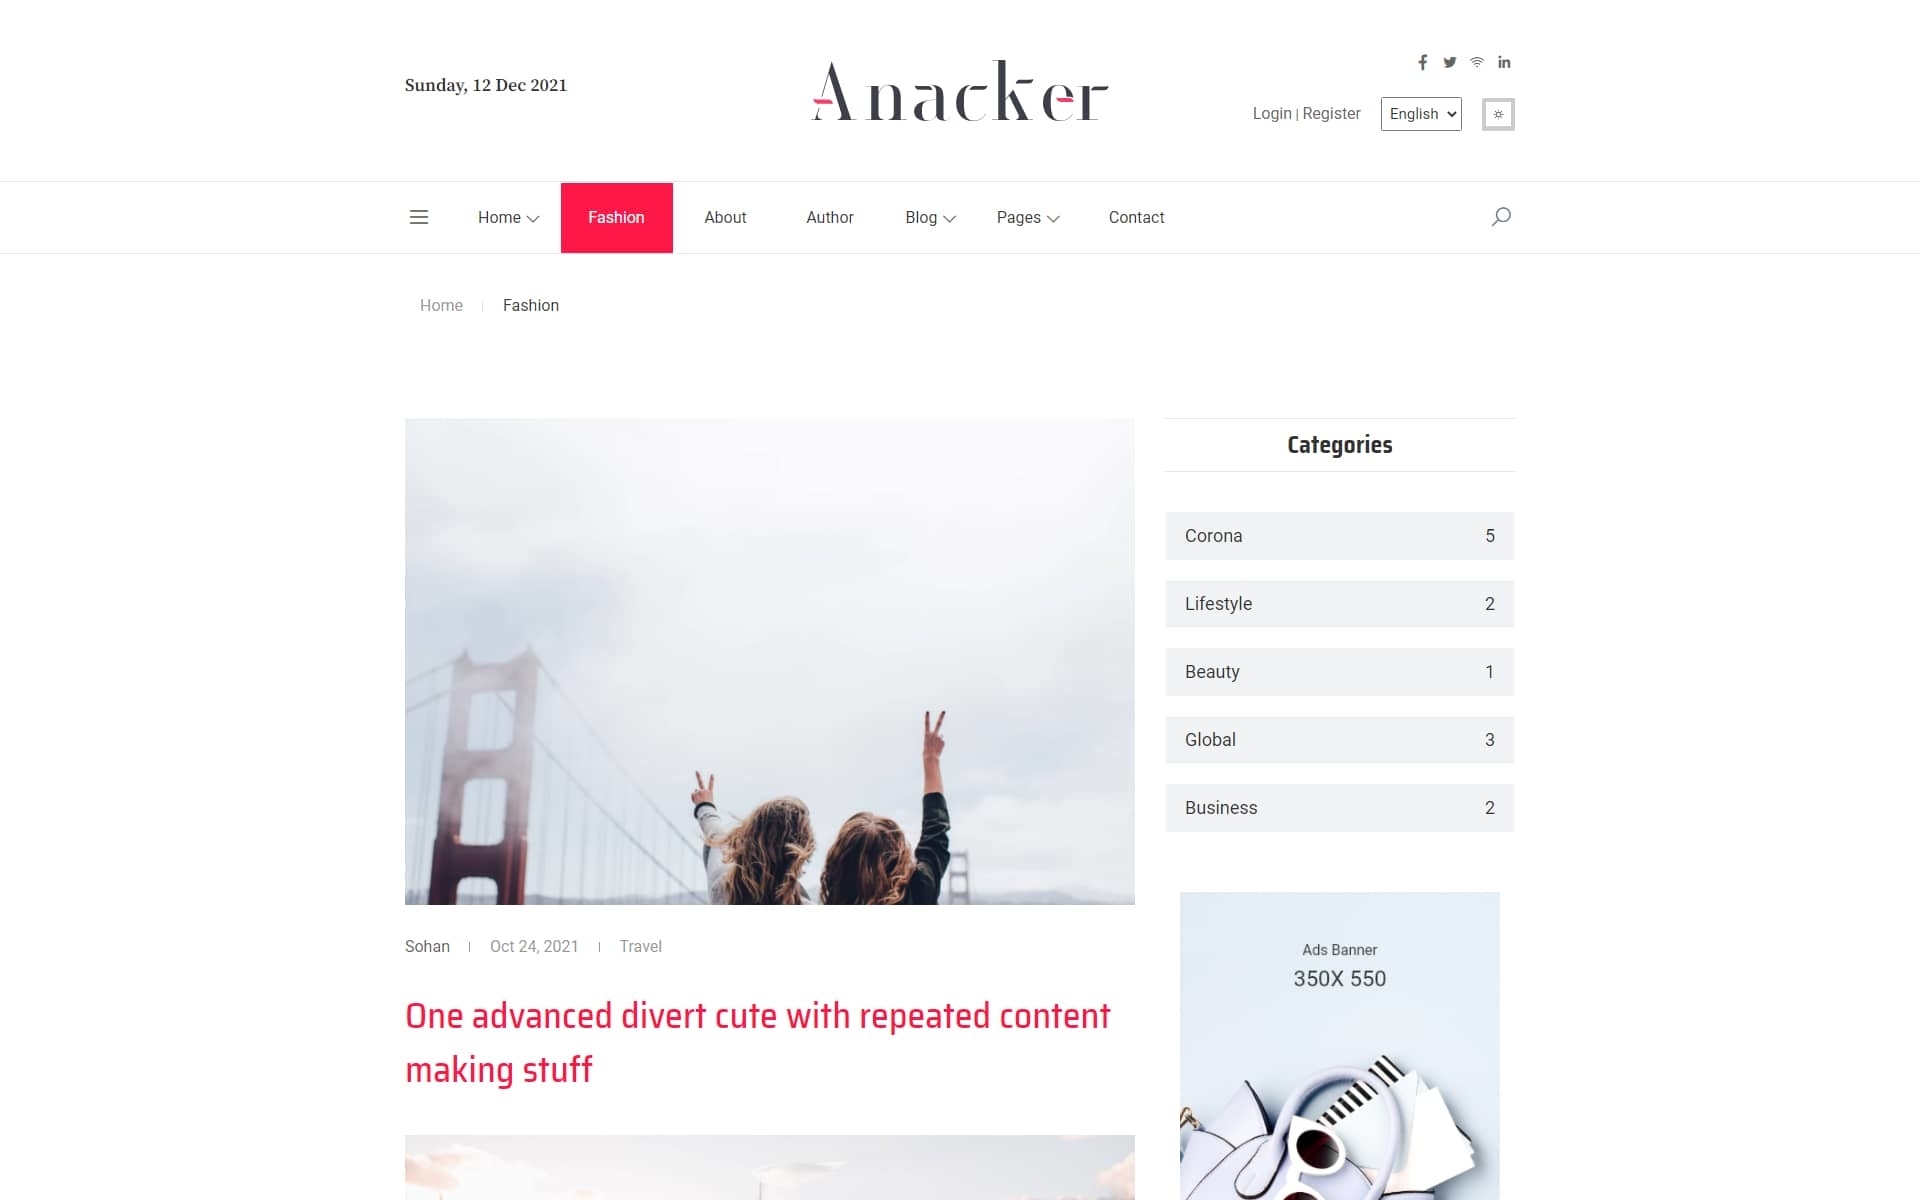 Sunday, 12 Dec 2021
Anacker
Login | Register
English
Home
Fashion
About
Author
Blog
Pages
Contact
Home
Fashion
Categories
Corona 5
Lifestyle 2
Beauty 1
Global 3
Business 2
Ads Banner
350X 550
Sohan
Oct 24, 2021
Travel
One advanced divert cute with repeated content
making stuff